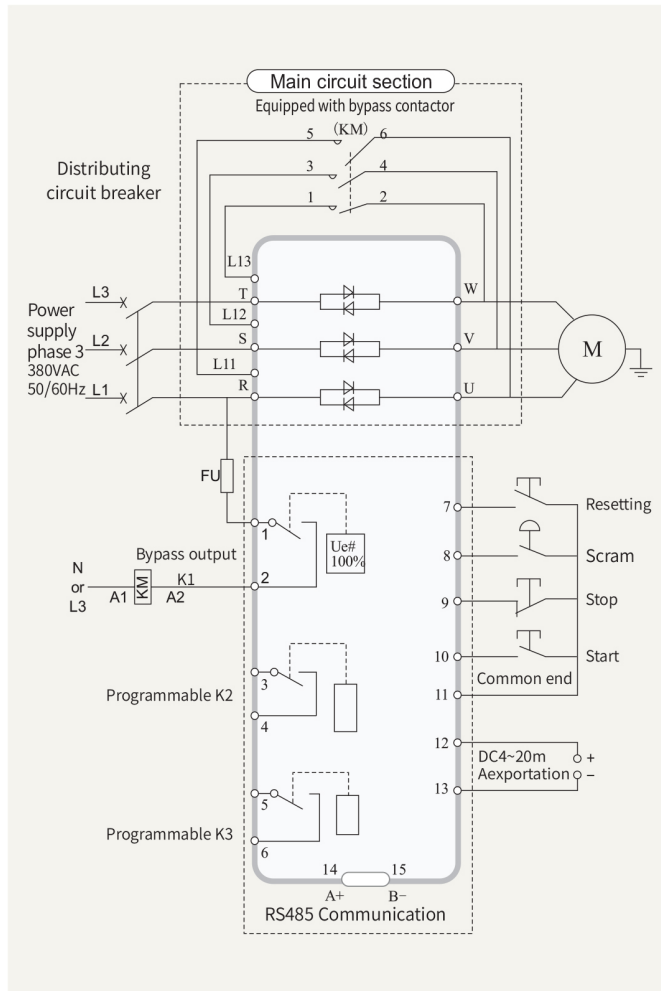 Main circuit section
Equipped with bypass contactor
5 (KM) 6
3 4
1 2
Distributing
circuit breaker
L13
L3 T W
L12
Power
supply
phase 3
380VAC
50/60Hz
L2 S V
M
L11
L1 R U
FU
7 Resetting
1
Ue#
100%
8 Scram
Bypass output
N
or
L3
A1 KM K1
A2
2
9 Stop
10 Start
Common end
11
3
Programmable K2
4
12
DC4~20m +
Aexportation −
13
5
Programmable K3
6
14 15
A+ B−
RS485 Communication